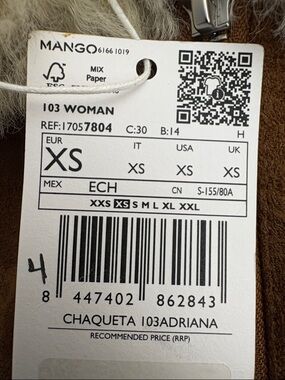 MANGO 6166 1019
MIX
Paper
103 WOMAN
REF:17057804 C:30 B:14 H
EUR IT USA UK
XS XS XS XS
MEX ECH CN S-155/80A
XXS XS S M L XL XXL
4
8 447402 862843
CHAQUETA 103ADRIANA
RECOMMENDED PRICE (RRP)